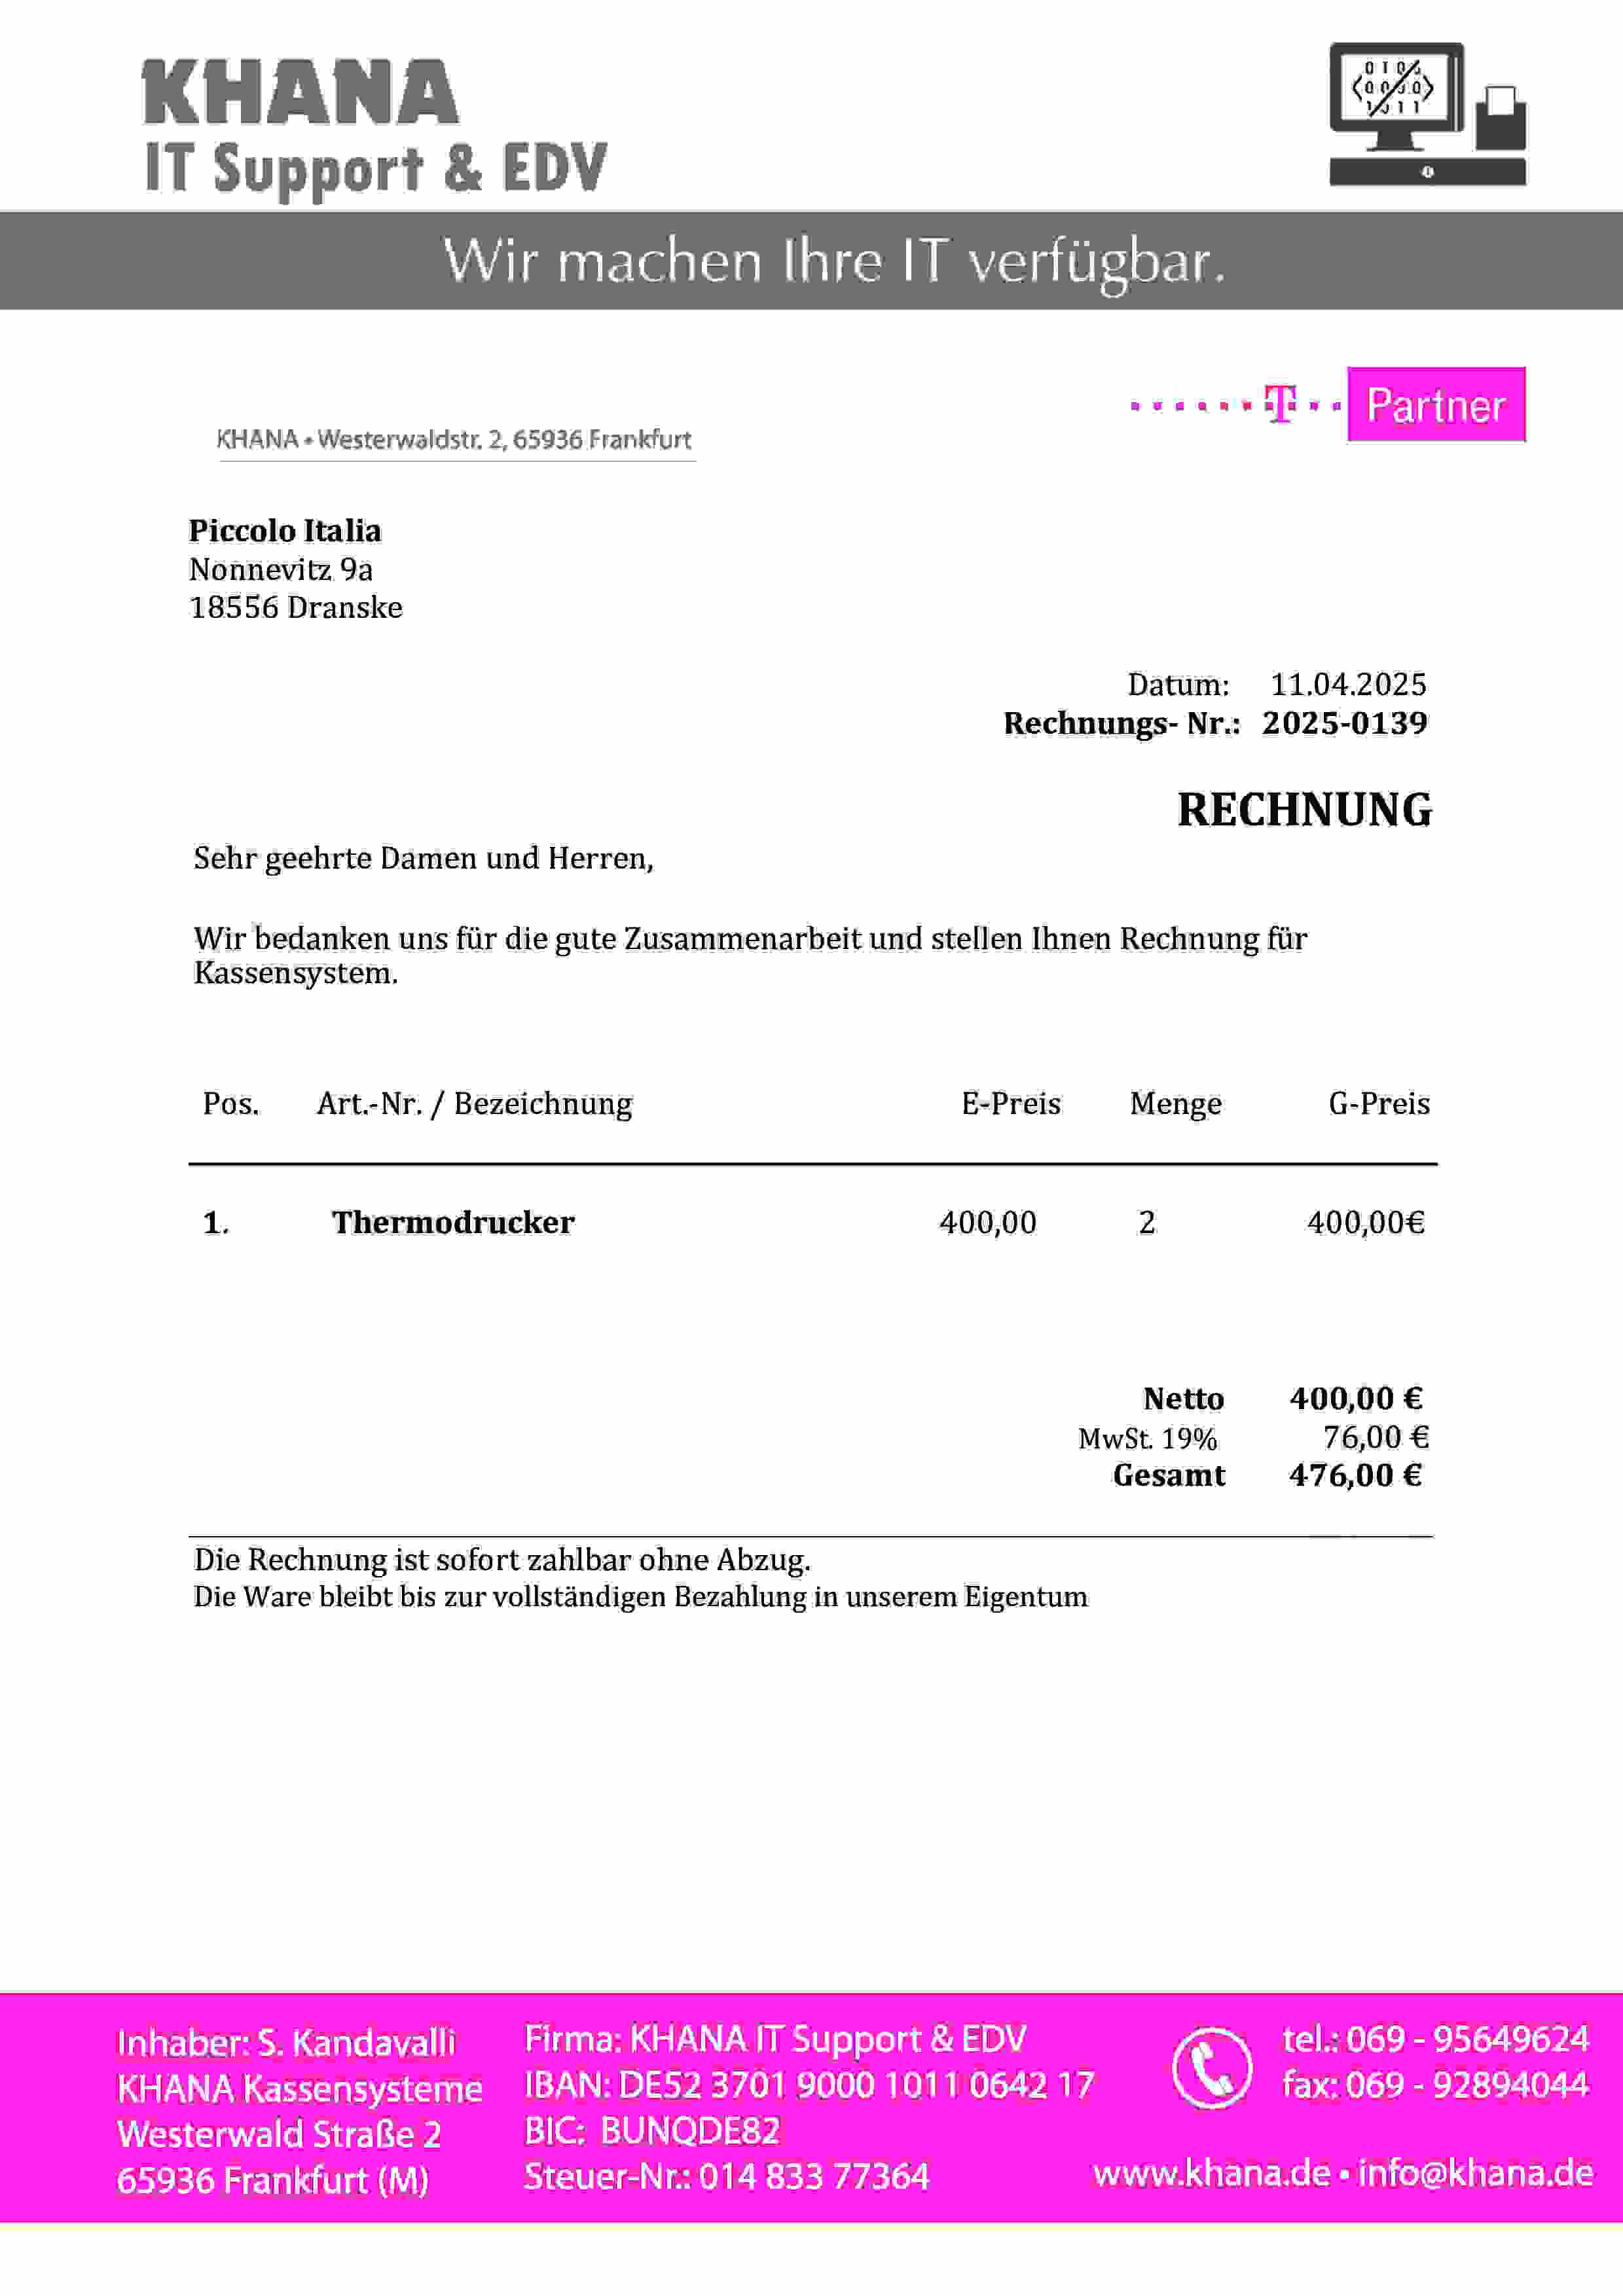 KHANA
IT Support & EDV
Wir machen Ihre IT verfügbar.
T Partner
KHANA • Westerwaldstr. 2, 65936 Frankfurt
Piccolo Italia
Nonnevitz 9a
18556 Dranske
Datum: 11.04.2025
Rechnungs- Nr.: 2025-0139
RECHNUNG
Sehr geehrte Damen und Herren,
Wir bedanken uns für die gute Zusammenarbeit und stellen Ihnen Rechnung für
Kassensystem.
Pos. Art.-Nr. / Bezeichnung E-Preis Menge G-Preis
1. Thermodrucker 400,00 2 400,00€
Netto 400,00 €
MwSt. 19% 76,00 €
Gesamt 476,00 €
Die Rechnung ist sofort zahlbar ohne Abzug.
Die Ware bleibt bis zur vollständigen Bezahlung in unserem Eigentum
Inhaber: S. Kandavalli
KHANA Kassensysteme
Westerwald Straße 2
65936 Frankfurt (M)
Firma: KHANA IT Support & EDV
IBAN: DE52 3701 9000 1011 0642 17
BIC: BUNQDE82
Steuer-Nr.: 014 833 77364
tel.: 069 - 95649624
fax: 069 - 92894044
www.khana.de • info@khana.de